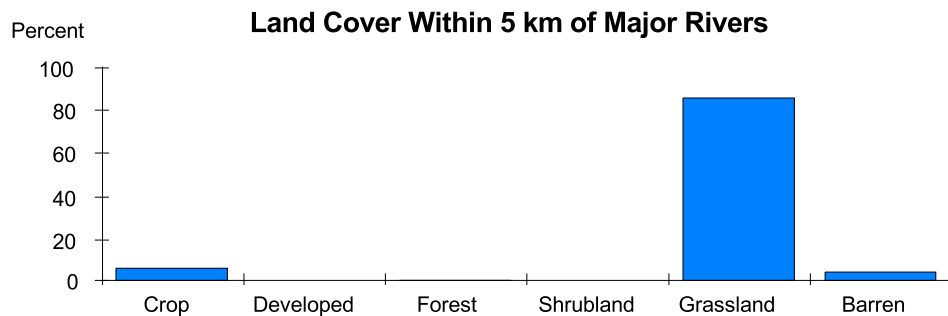 Land Cover Within 5 km of Major Rivers
Percent
100
80
60
40
20
0
Crop Developed Forest Shrubland Grassland Barren